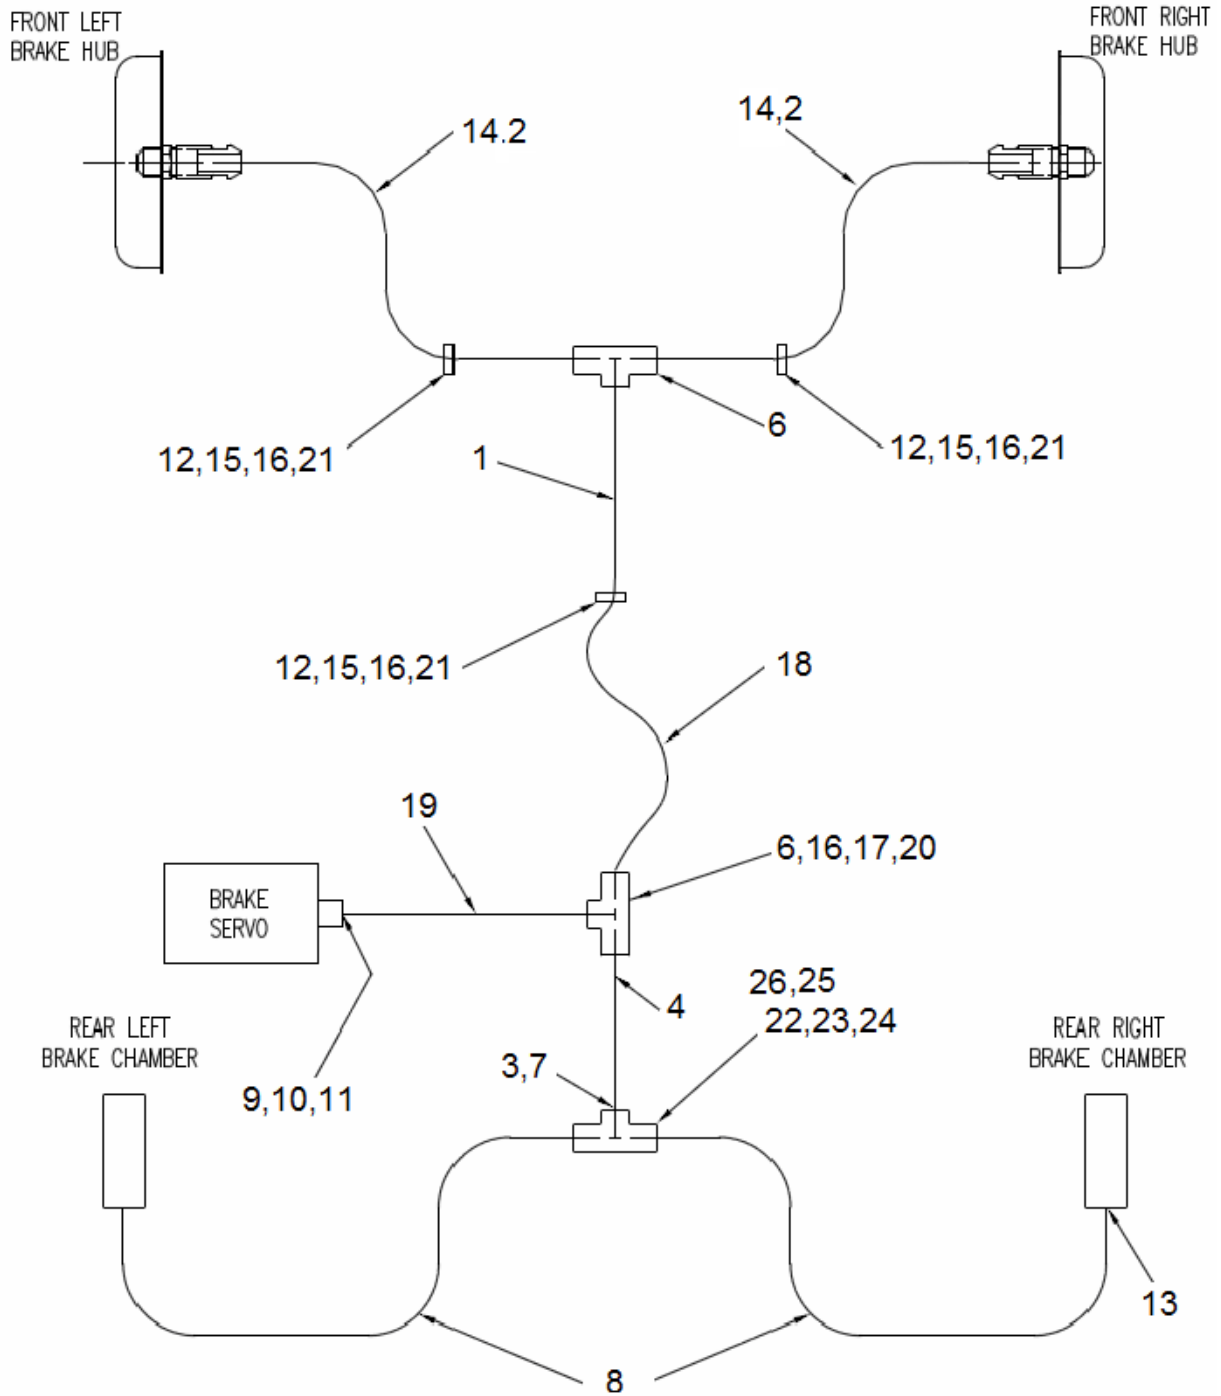 FRONT LEFT
BRAKE HUB
FRONT RIGHT
BRAKE HUB
14.2
14,2
6
12,15,16,21
12,15,16,21
1
12,15,16,21
18
19
6,16,17,20
BRAKE
SERVO
26,25
22,23,24
4
REAR LEFT
BRAKE CHAMBER
REAR RIGHT
BRAKE CHAMBER
3,7
9,10,11
13
8